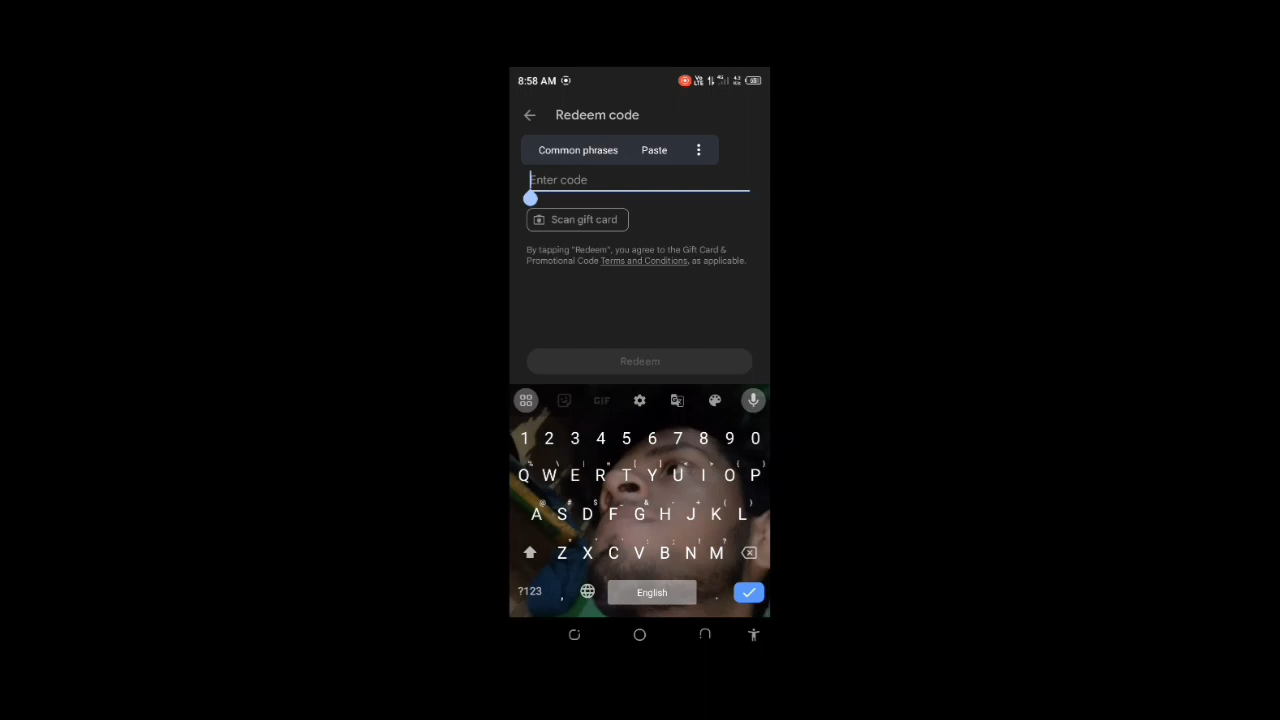 8:58 AM
Redeem code
Common phrases Paste
Enter code
Scan gift card
By tapping "Redeem", you agree to the Gift Card &
Promotional Code Terms and Conditions, as applicable.
Redeem
GIF
1 2 3 4 5 6 7 8 9 0
Q W E R T Y U I O P
A S D F G H J K L
Z X C V B N M
?123 , English .